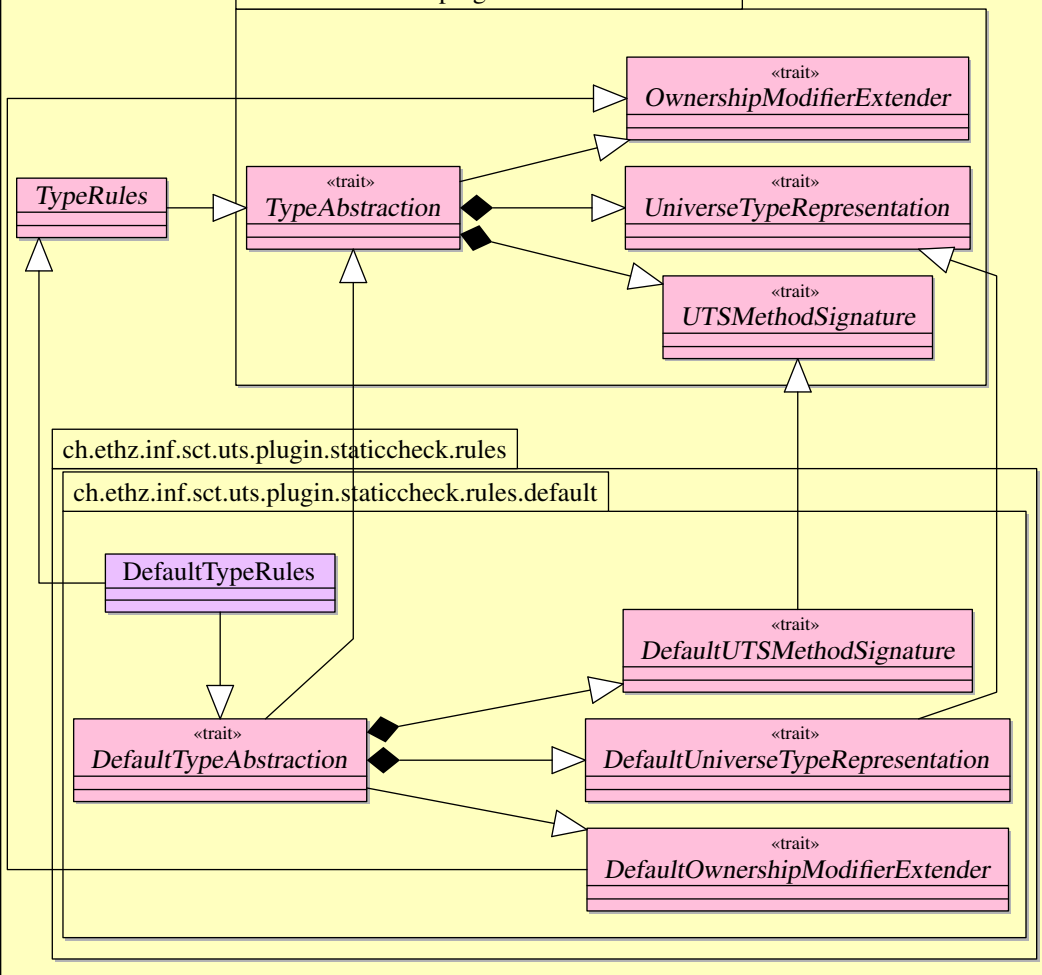 «trait»
OwnershipModifierExtender
TypeRules
«trait»
TypeAbstraction
«trait»
UniverseTypeRepresentation
«trait»
UTSMethodSignature
ch.ethz.inf.sct.uts.plugin.staticcheck.rules
ch.ethz.inf.sct.uts.plugin.staticcheck.rules.default
DefaultTypeRules
«trait»
DefaultUTSMethodSignature
«trait»
DefaultTypeAbstraction
«trait»
DefaultUniverseTypeRepresentation
«trait»
DefaultOwnershipModifierExtender